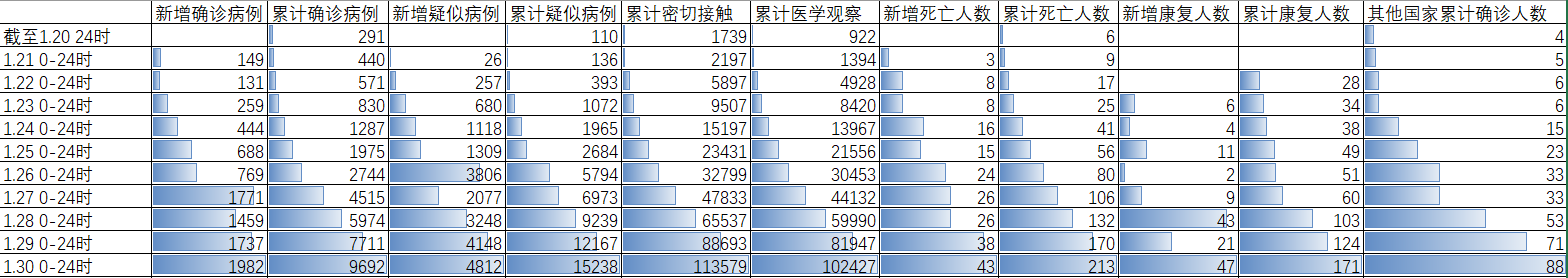 新增确诊病例 累计确诊病例 新增疑似病例 累计疑似病例 累计密切接触 累计医学观察 新增死亡人数 累计死亡人数 新增康复人数 累计康复人数 其他国家累计确诊人数
截至1.20 24时 291 110 1739 922 6 4
1.21 0-24时 149 440 26 136 2197 1394 3 9 5
1.22 0-24时 131 571 257 393 5897 4928 8 17 28 6
1.23 0-24时 259 830 680 1072 9507 8420 8 25 6 34 6
1.24 0-24时 444 1287 1118 1965 15197 13967 16 41 4 38 15
1.25 0-24时 688 1975 1309 2684 23431 21556 15 56 11 49 23
1.26 0-24时 769 2744 3806 5794 32799 30453 24 80 2 51 33
1.27 0-24时 1771 4515 2077 6973 47833 44132 26 106 9 60 33
1.28 0-24时 1459 5974 3248 9239 65537 59990 26 132 43 103 53
1.29 0-24时 1737 7711 4148 12167 88693 81947 38 170 21 124 71
1.30 0-24时 1982 9692 4812 15238 113579 102427 43 213 47 171 88